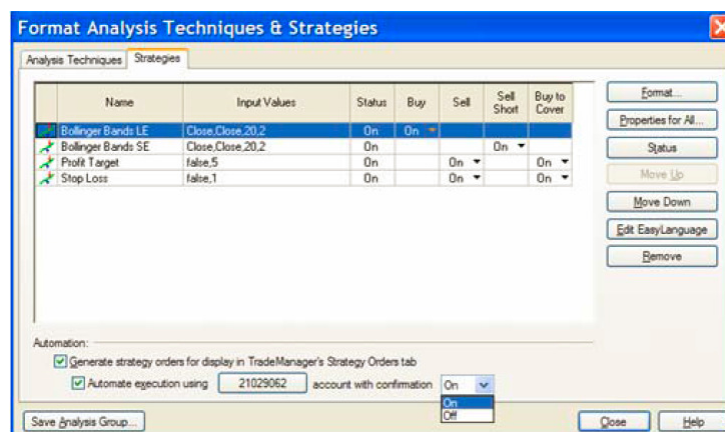 Format Analysis Techniques & Strategies
Analysis Techniques Strategies
Name Input Values Status Buy Sell Sell Short Buy to Cover
Bollinger Bands LE Close,Close,20,2 On On
Bollinger Bands SE Close,Close,20,2 On On
Profit Target false,5 On On On
Stop Loss false,1 On On On
Format...
Properties for All...
Status
Move Up
Move Down
Edit EasyLanguage
Remove
Automation:
Generate strategy orders for display in TradeManager's Strategy Orders tab
Automate execution using 21029062 account with confirmation On
On
Off
Save Analysis Group... Close Help